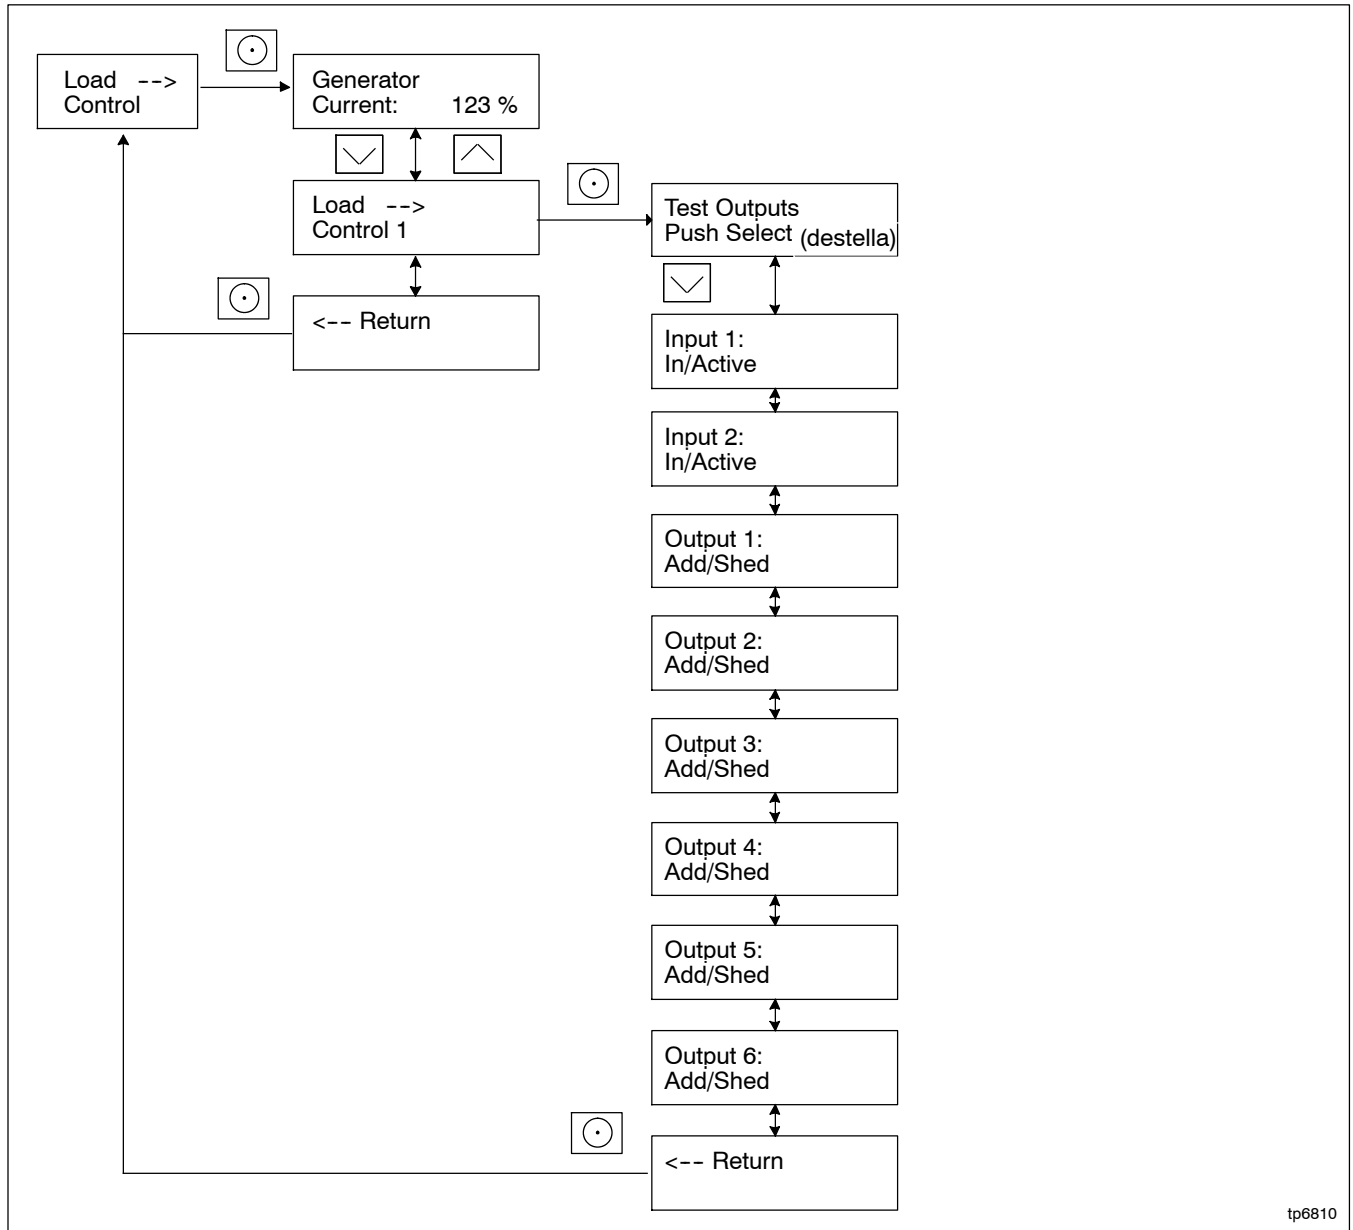 Load -->
Control
Generator
Current: 123 %
Load -->
Control 1
<-- Return
Test Outputs
Push Select (destella)
Input 1:
In/Active
Input 2:
In/Active
Output 1:
Add/Shed
Output 2:
Add/Shed
Output 3:
Add/Shed
Output 4:
Add/Shed
Output 5:
Add/Shed
Output 6:
Add/Shed
<-- Return
tp6810